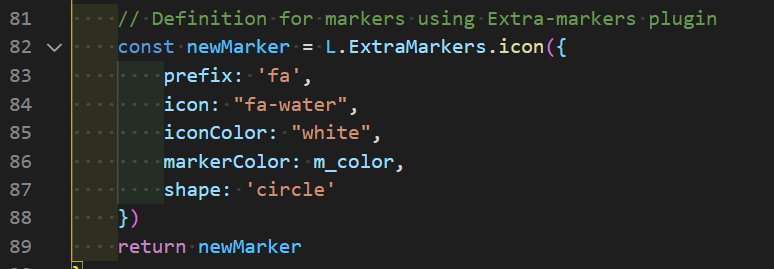 81 // Definition for markers using Extra-markers plugin
82 const newMarker = L.ExtraMarkers.icon({
83 prefix: 'fa',
84 icon: "fa-water",
85 iconColor: "white",
86 markerColor: m_color,
87 shape: 'circle'
88 })
89 return newMarker